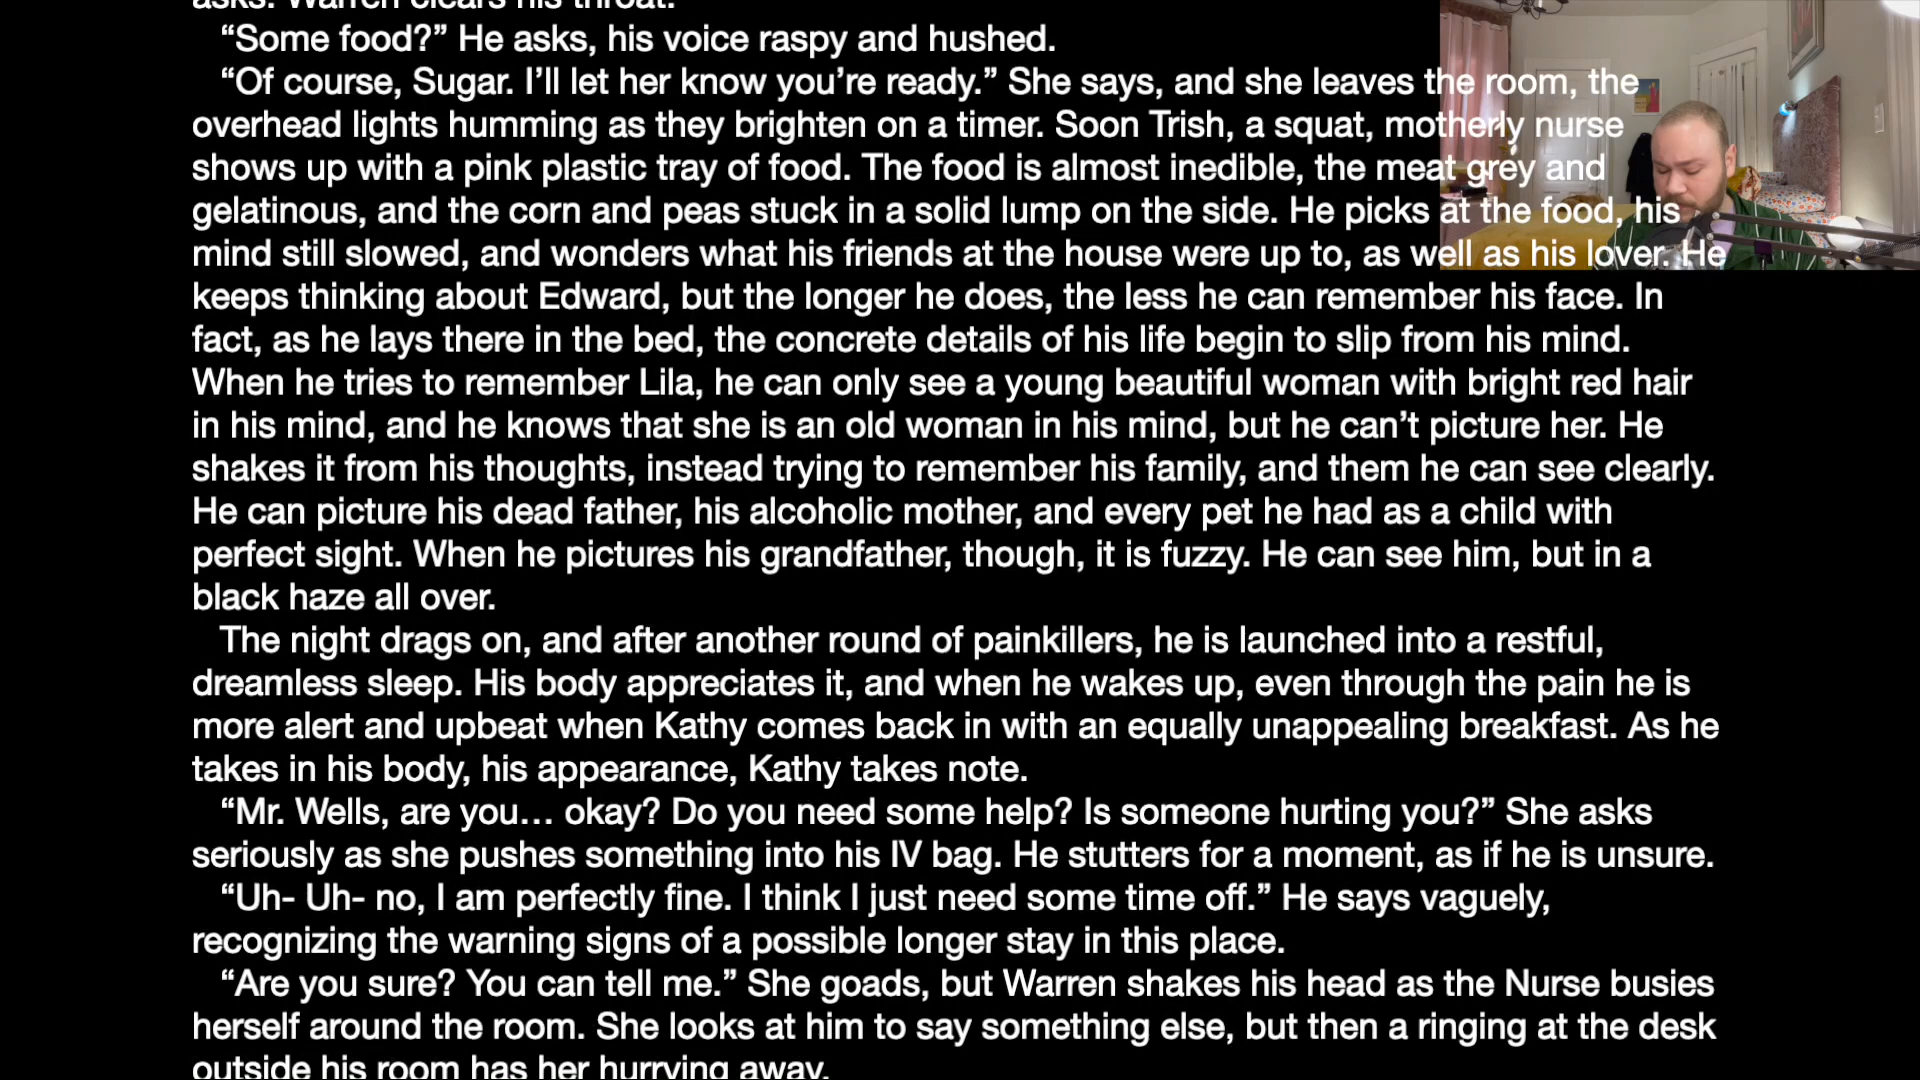 asks. Warren clears his throat.
“Some food?” He asks, his voice raspy and hushed.
“Of course, Sugar. I’ll let her know you’re ready.” She says, and she leaves the room, the
overhead lights humming as they brighten on a timer. Soon Trish, a squat, motherly nurse
shows up with a pink plastic tray of food. The food is almost inedible, the meat grey and
gelatinous, and the corn and peas stuck in a solid lump on the side. He picks at the food, his
mind still slowed, and wonders what his friends at the house were up to, as well as his lover. He
keeps thinking about Edward, but the longer he does, the less he can remember his face. In
fact, as he lays there in the bed, the concrete details of his life begin to slip from his mind.
When he tries to remember Lila, he can only see a young beautiful woman with bright red hair
in his mind, and he knows that she is an old woman in his mind, but he can’t picture her. He
shakes it from his thoughts, instead trying to remember his family, and them he can see clearly.
He can picture his dead father, his alcoholic mother, and every pet he had as a child with
perfect sight. When he pictures his grandfather, though, it is fuzzy. He can see him, but in a
black haze all over.
The night drags on, and after another round of painkillers, he is launched into a restful,
dreamless sleep. His body appreciates it, and when he wakes up, even through the pain he is
more alert and upbeat when Kathy comes back in with an equally unappealing breakfast. As he
takes in his body, his appearance, Kathy takes note.
“Mr. Wells, are you… okay? Do you need some help? Is someone hurting you?” She asks
seriously as she pushes something into his IV bag. He stutters for a moment, as if he is unsure.
“Uh- Uh- no, I am perfectly fine. I think I just need some time off.” He says vaguely,
recognizing the warning signs of a possible longer stay in this place.
“Are you sure? You can tell me.” She goads, but Warren shakes his head as the Nurse busies
herself around the room. She looks at him to say something else, but then a ringing at the desk
outside his room has her hurrying away.